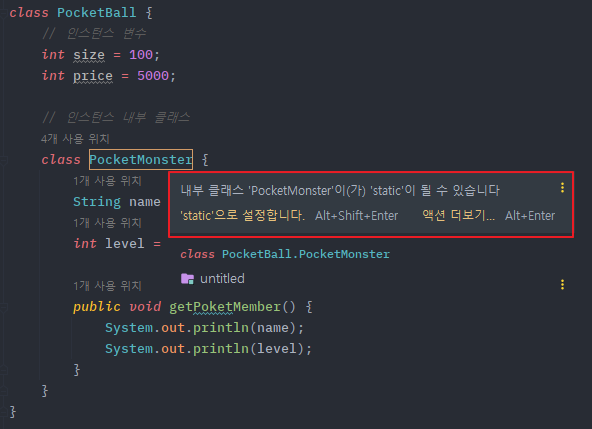 class PocketBall {
// 인스턴스 변수
int size = 100;
int price = 5000;
// 인스턴스 내부 클래스
4개 사용 위치
class PocketMonster {
1개 사용 위치
String name
1개 사용 위치
int level =
내부 클래스 'PocketMonster'이(가) 'static'이 될 수 있습니다
'static'으로 설정합니다. Alt+Shift+Enter 액션 더보기... Alt+Enter
class PocketBall.PocketMonster
untitled
1개 사용 위치
public void getPoketMember() {
System.out.println(name);
System.out.println(level);
}
}
}